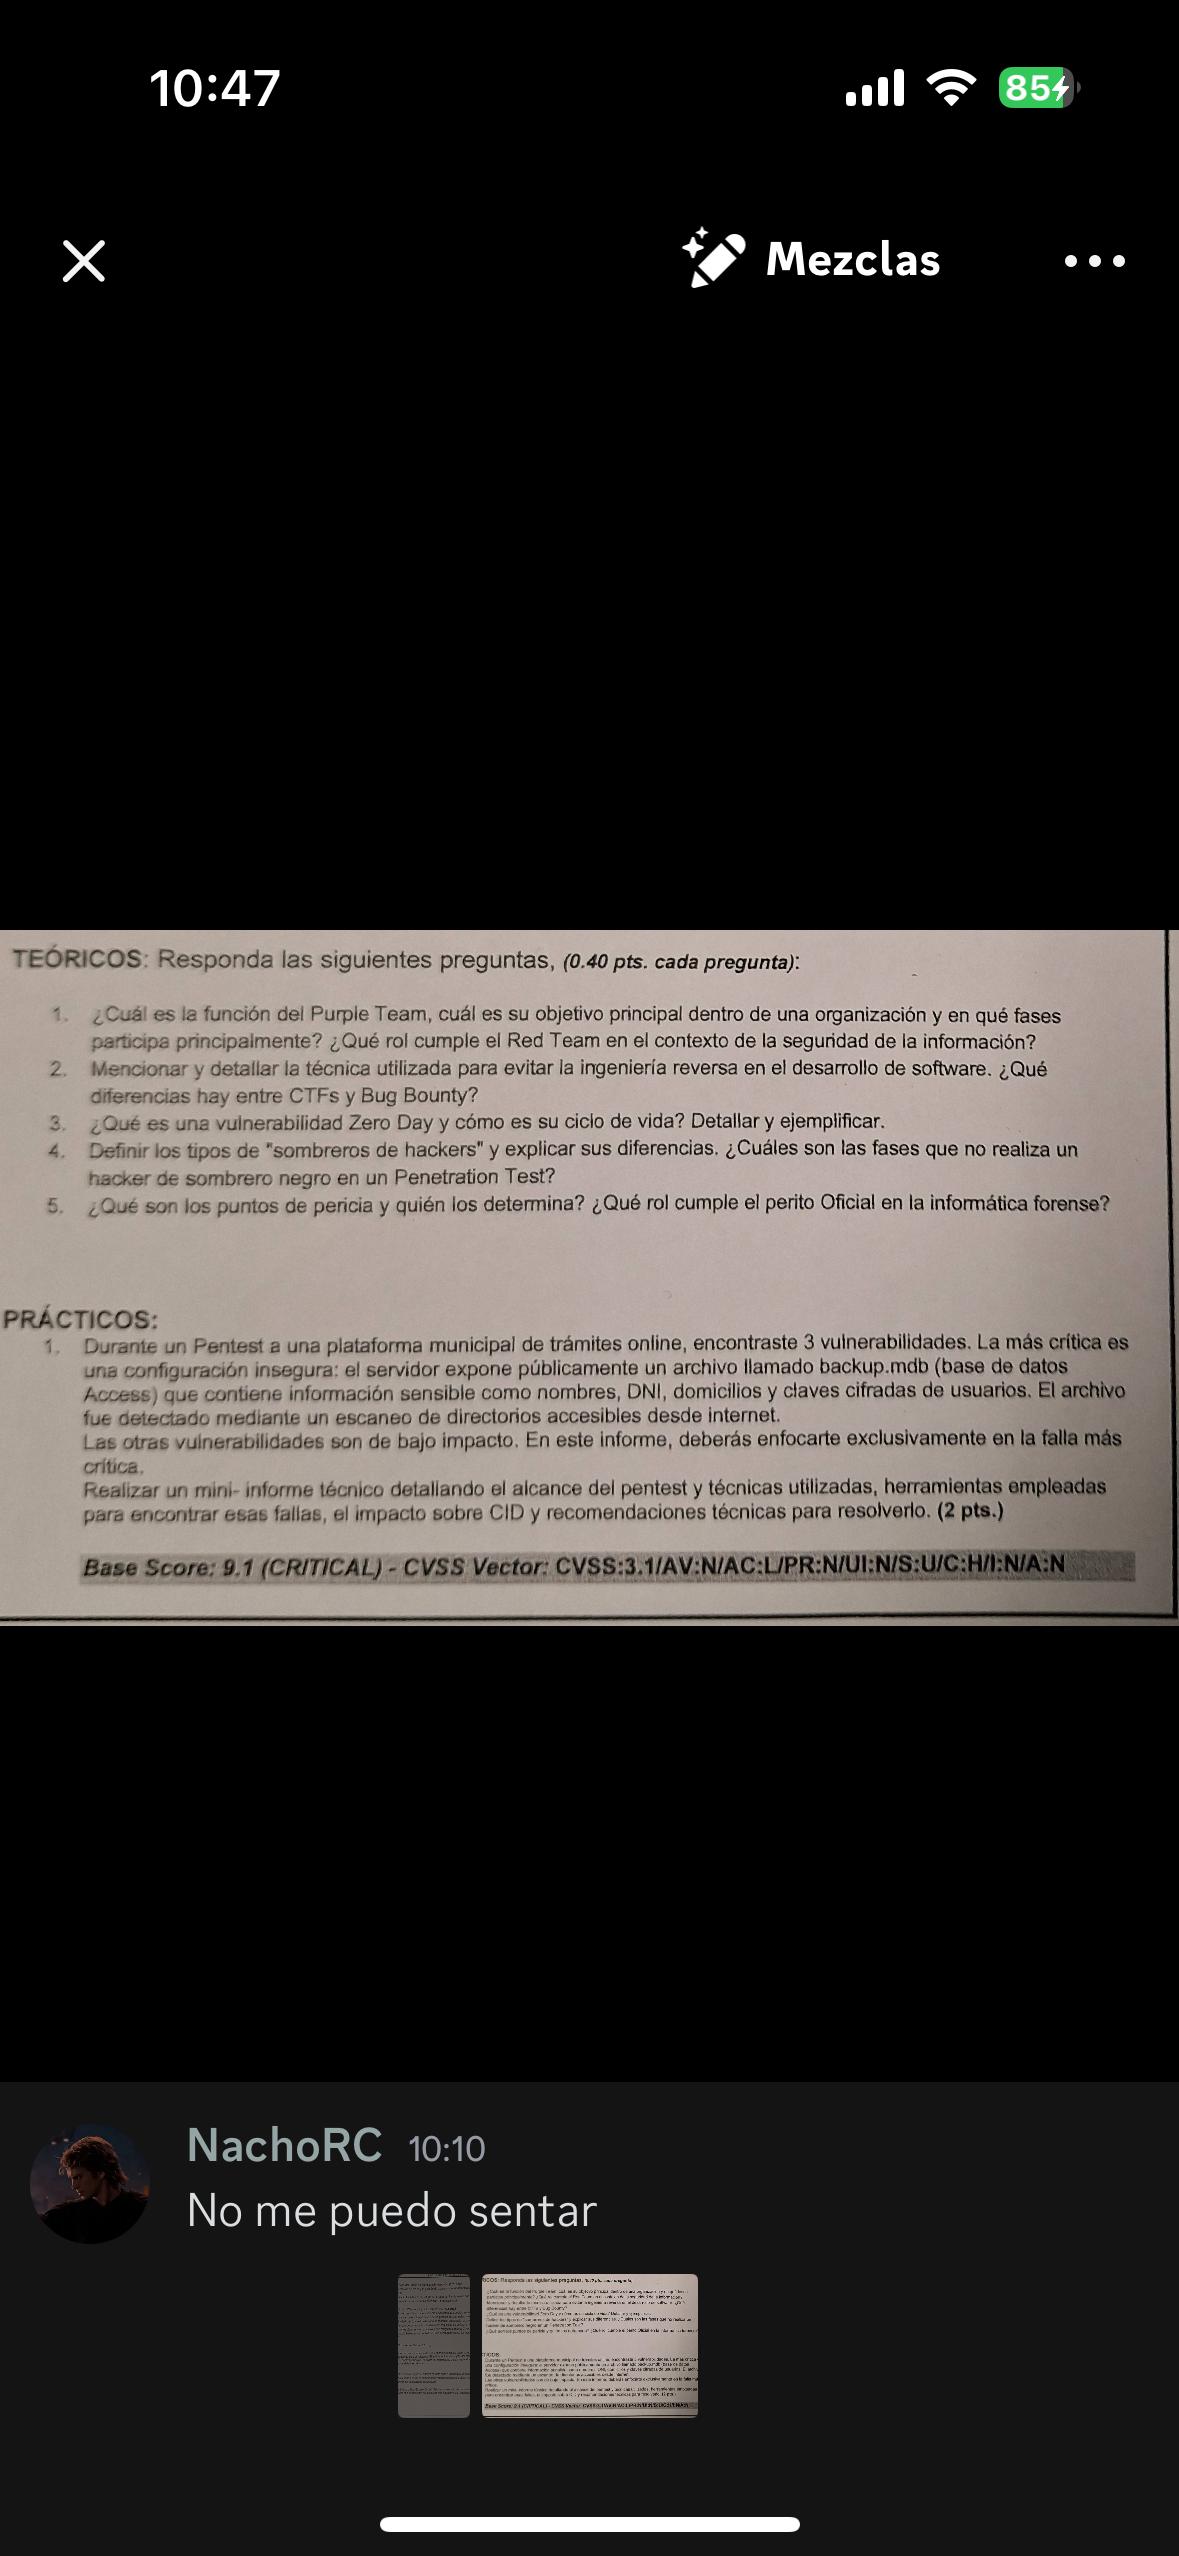 10:47
85
Mezclas
TEÓRICOS: Responda las siguientes preguntas, (0.40 pts. cada pregunta):
1. ¿Cuál es la función del Purple Team, cuál es su objetivo principal dentro de una organización y en qué fases
participa principalmente? ¿Qué rol cumple el Red Team en el contexto de la seguridad de la información?
2. Mencionar y detallar la técnica utilizada para evitar la ingeniería reversa en el desarrollo de software. ¿Qué
diferencias hay entre CTFs y Bug Bounty?
3. ¿Qué es una vulnerabilidad Zero Day y cómo es su ciclo de vida? Detallar y ejemplificar.
4. Definir los tipos de "sombreros de hackers" y explicar sus diferencias. ¿Cuáles son las fases que no realiza un
hacker de sombrero negro en un Penetration Test?
5. ¿Qué son los puntos de pericia y quién los determina? ¿Qué rol cumple el perito Oficial en la informática forense?
PRÁCTICOS:
1. Durante un Pentest a una plataforma municipal de trámites online, encontraste 3 vulnerabilidades. La más crítica es
una configuración insegura: el servidor expone públicamente un archivo llamado backup.mdb (base de datos
Access) que contiene información sensible como nombres, DNI, domicilios y claves cifradas de usuarios. El archivo
fue detectado mediante un escaneo de directorios accesibles desde internet.
Las otras vulnerabilidades son de bajo impacto. En este informe, deberás enfocarte exclusivamente en la falla más
crítica.
Realizar un mini- informe técnico detallando el alcance del pentest y técnicas utilizadas, herramientas empleadas
para encontrar esas fallas, el impacto sobre CID y recomendaciones técnicas para resolverlo. (2 pts.)
Base Score: 9.1 (CRITICAL) - CVSS Vector: CVSS:3.1/AV:N/AC:L/PR:N/UI:N/S:U/C:H/I:N/A:N
NachoRC 10:10
No me puedo sentar